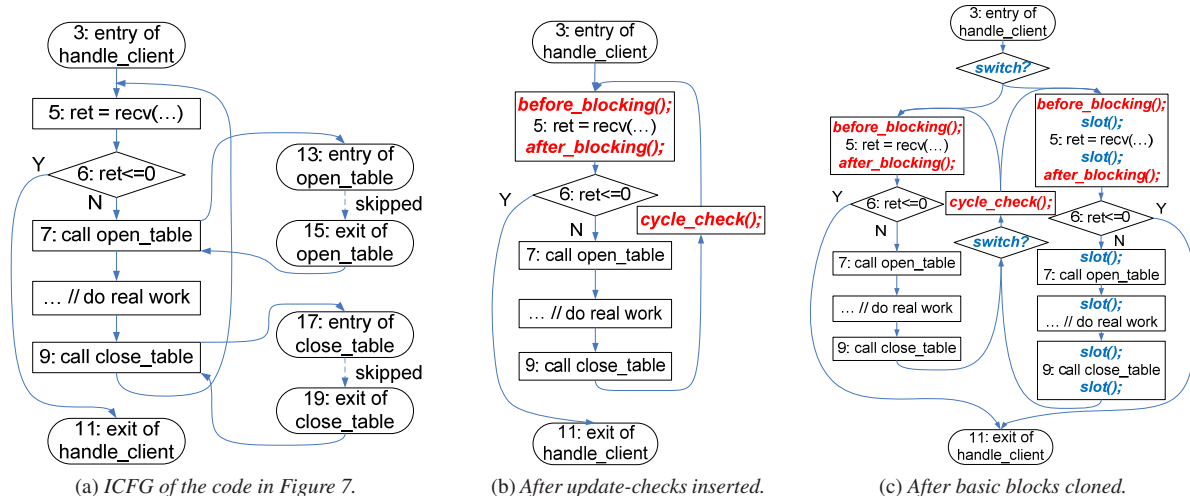 3: entry of
handle_client
5: ret = recv(…)
Y
6: ret<=0
N
7: call open_table
… // do real work
9: call close_table
11: exit of
handle_client
13: entry of
open_table
skipped
15: exit of
open_table
17: entry of
close_table
skipped
19: exit of
close_table
(a) ICFG of the code in Figure 7.
3: entry of
handle_client
before_blocking();
5: ret = recv(…)
after_blocking();
Y
6: ret<=0
N
cycle_check();
7: call open_table
… // do real work
9: call close_table
11: exit of
handle_client
(b) After update-checks inserted.
3: entry of
handle_client
switch?
before_blocking();
5: ret = recv(…)
after_blocking();
Y
6: ret<=0
N
7: call open_table
… // do real work
9: call close_table
cycle_check();
switch?
before_blocking();
slot();
5: ret = recv(…)
slot();
after_blocking();
6: ret<=0
Y
N
slot();
7: call open_table
slot();
… // do real work
slot();
9: call close_table
slot();
11: exit of
handle_client
(c) After basic blocks cloned.